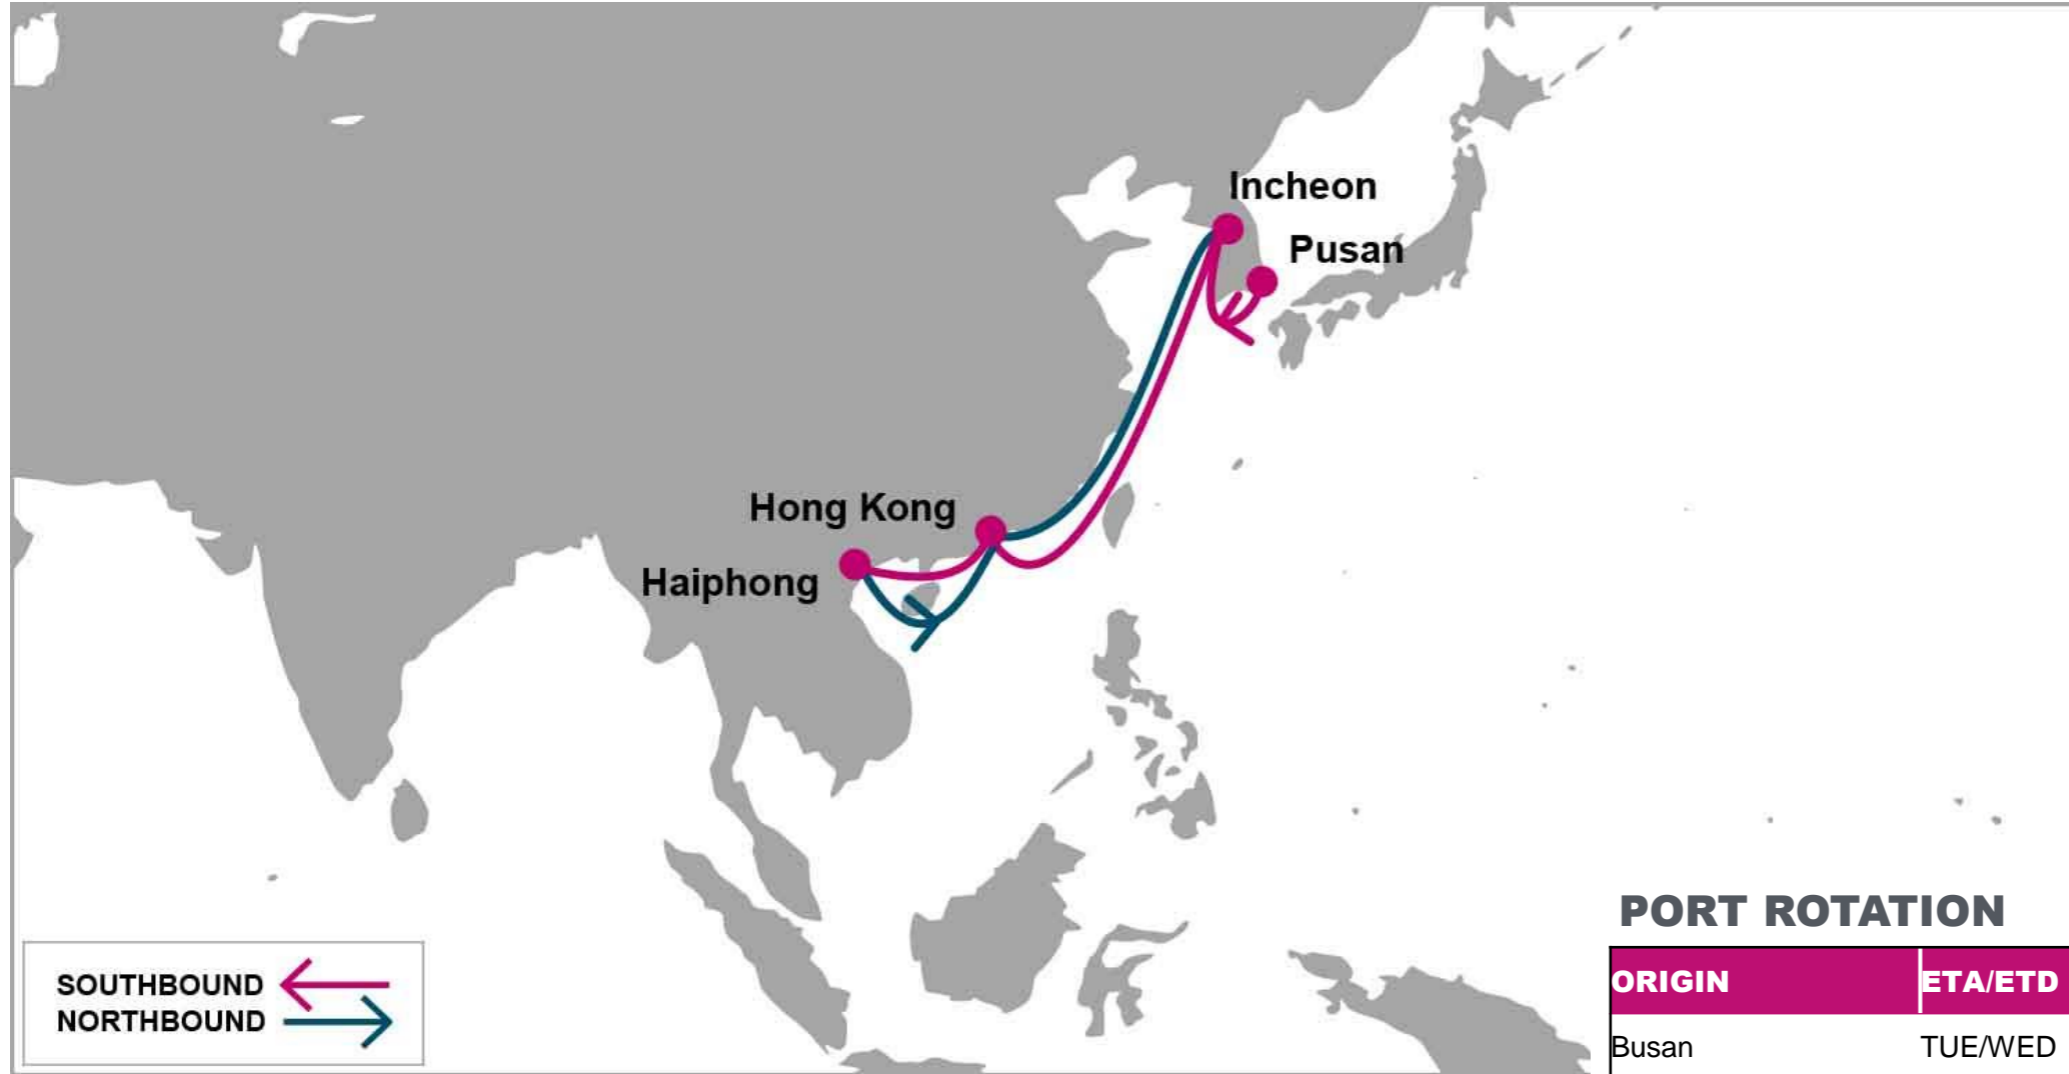 Incheon
Pusan
Hong Kong
Haiphong
SOUTHBOUND
NORTHBOUND
PORT ROTATION
ORIGIN ETA/ETD
Busan TUE/WED